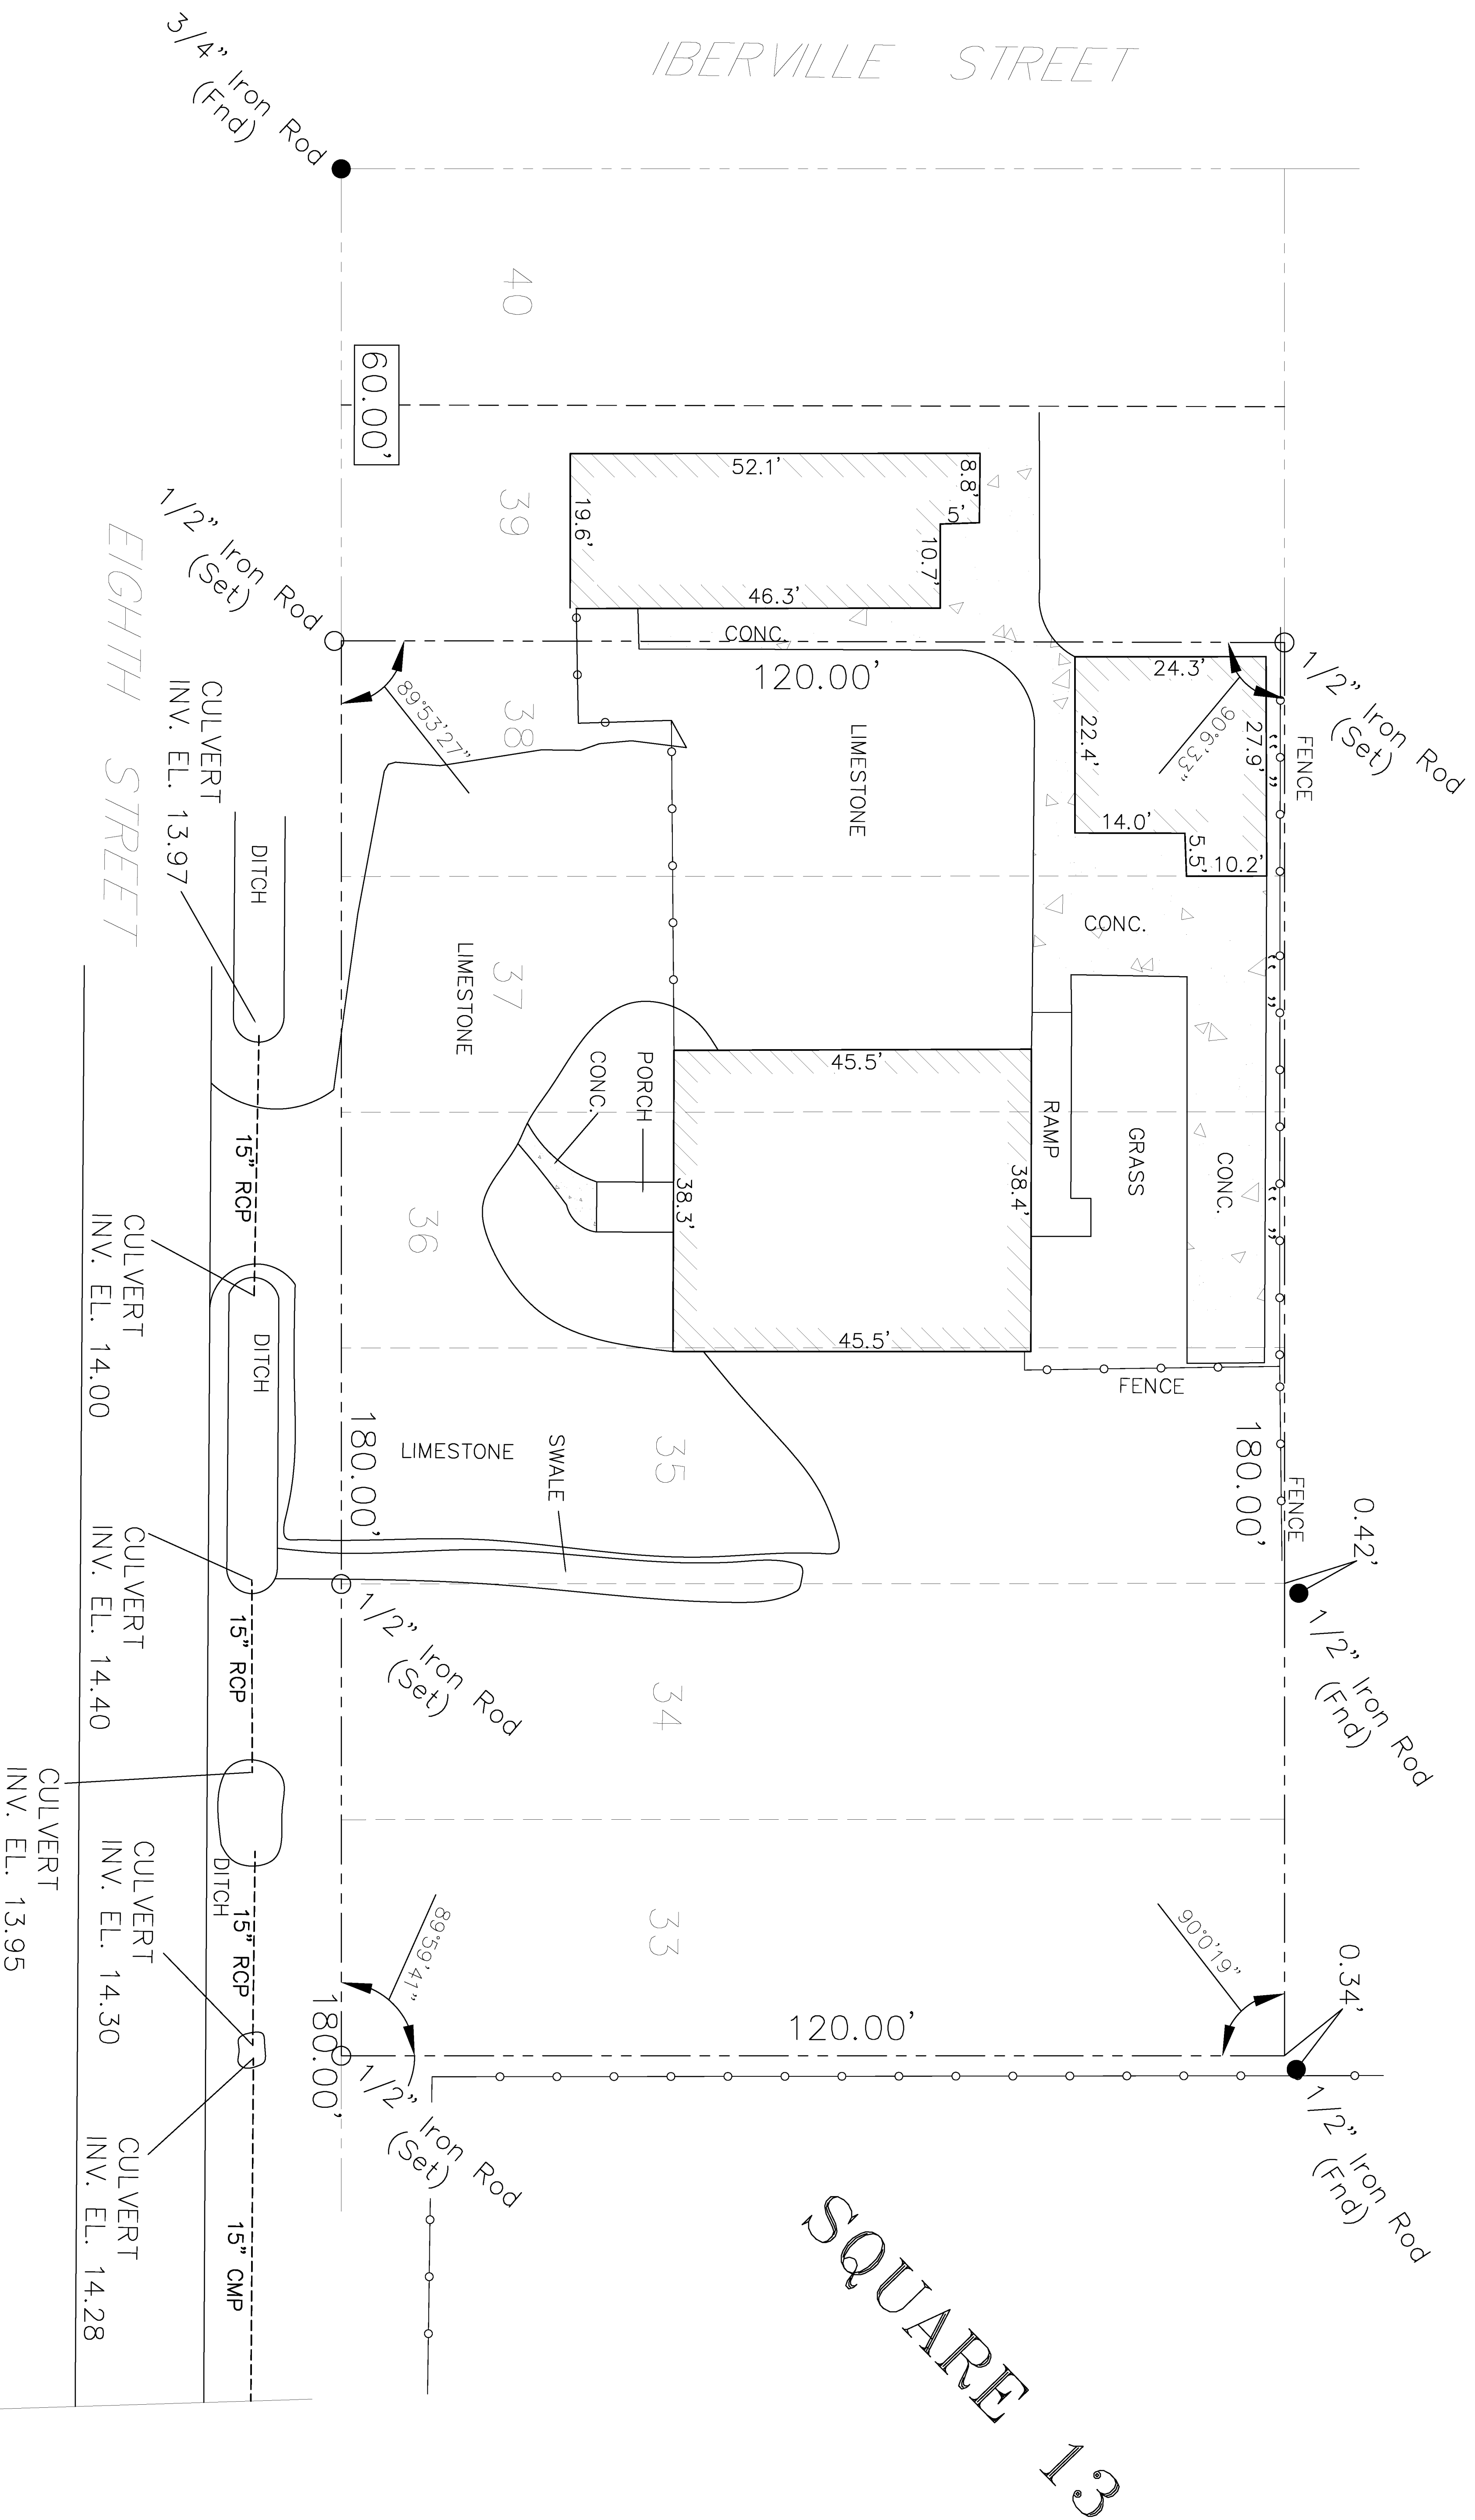 IBERVILLE STREET
3/4" Iron Rod
(Fnd)
40
60.00'
52.1'
8.8'
5'
10.7'
19.6'
46.3'
39
1/2" Iron Rod
(Set)
EIGHTH STREET
CONC.
120.00'
89°53'27"
38
24.3'
27.9'
22.4'
90°6'33"
14.0'
5.5'
10.2'
1/2" Iron Rod
(Set)
FENCE
" "
LIMESTONE
CULVERT
INV. EL. 13.97
DITCH
LIMESTONE
37
CONC.
" "
45.5'
PORCH
CONC.
RAMP
GRASS
CONC.
" "
38.3'
38.4'
36
15" RCP
CULVERT
INV. EL. 14.00
DITCH
45.5'
FENCE
180.00'
LIMESTONE
SWALE
35
180.00'
FENCE
0.42'
1/2" Iron Rod
(Fnd)
CULVERT
INV. EL. 14.40
15" RCP
1/2" Iron Rod
(Set)
34
CULVERT
INV. EL. 13.95
DITCH
CULVERT
INV. EL. 14.30
15" RCP
33
89°59'41"
90°0'19"
0.34'
120.00'
180.00'
1/2" Iron Rod
(Set)
1/2" Iron Rod
(Fnd)
CULVERT
INV. EL. 14.28
15" CMP
SQUARE 13